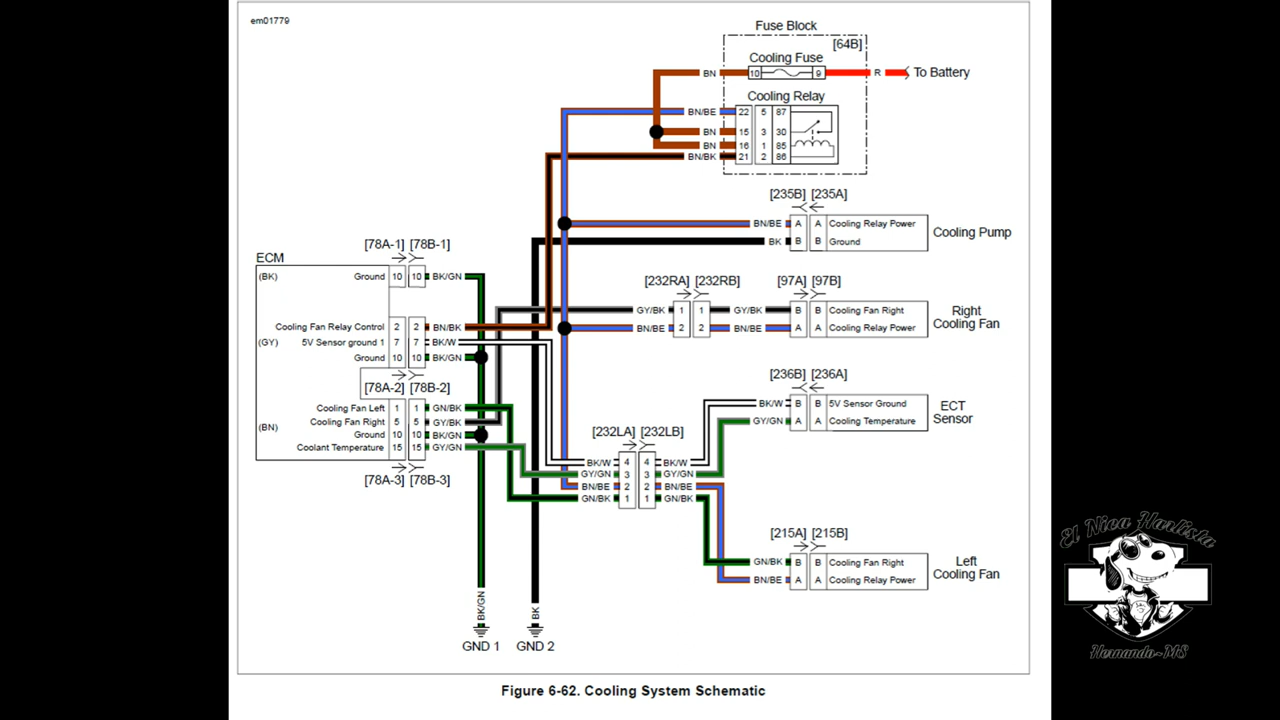 em01779
Fuse Block
[64B]
Cooling Fuse
BN 10 9 R To Battery
Cooling Relay
BN/BE 22 5 87
BN 15 3 30
BN 16 1 85
BN/BK 21 2 86
[235B] [235A]
BN/BE A A Cooling Relay Power
BK B B Ground
Cooling Pump
[78A-1] [78B-1]
ECM
(BK) Ground 10 10 BK/GN
[232RA] [232RB] [97A] [97B]
GY/BK 1 1 GY/BK B B Cooling Fan Right
BN/BE 2 2 BN/BE A A Cooling Relay Power
Right
Cooling Fan
Cooling Fan Relay Control 2 2 BN/BK
(GY) 5V Sensor ground 1 7 7 BK/W
Ground 10 10 BK/GN
[78A-2] [78B-2]
[236B] [236A]
BK/W B B 5V Sensor Ground
GY/GN A A Cooling Temperature
ECT
Sensor
Cooling Fan Left 1 1 GN/BK
Cooling Fan Right 5 5 GY/BK
(BN) Ground 10 10 BK/GN
Coolant Temperature 15 15 GY/GN
[78A-3] [78B-3]
[232LA] [232LB]
BK/W 4 4 BK/W
GY/GN 3 3 GY/GN
BN/BE 2 2 BN/BE
GN/BK 1 1 GN/BK
[215A] [215B]
GN/BK B B Cooling Fan Right
BN/BE A A Cooling Relay Power
Left
Cooling Fan
BK/GN BK
GND 1 GND 2
Figure 6-62. Cooling System Schematic
El Nica Harlista
Hernando-MS